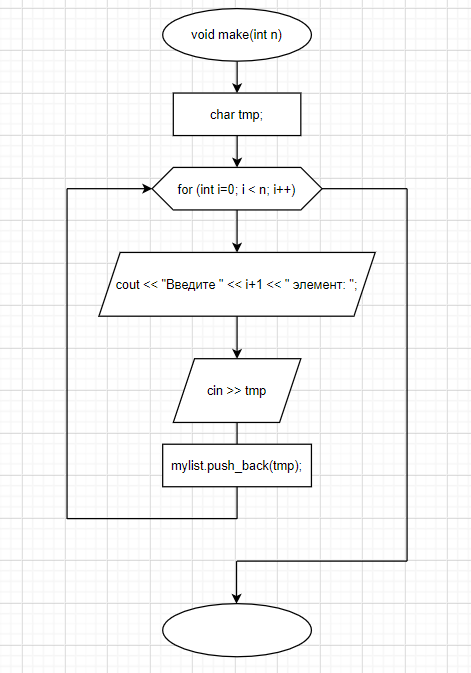 void make(int n)
char tmp;
for (int i=0; i < n; i++)
cout << "Введите " << i+1 << " элемент: ";
cin >> tmp
mylist.push_back(tmp);